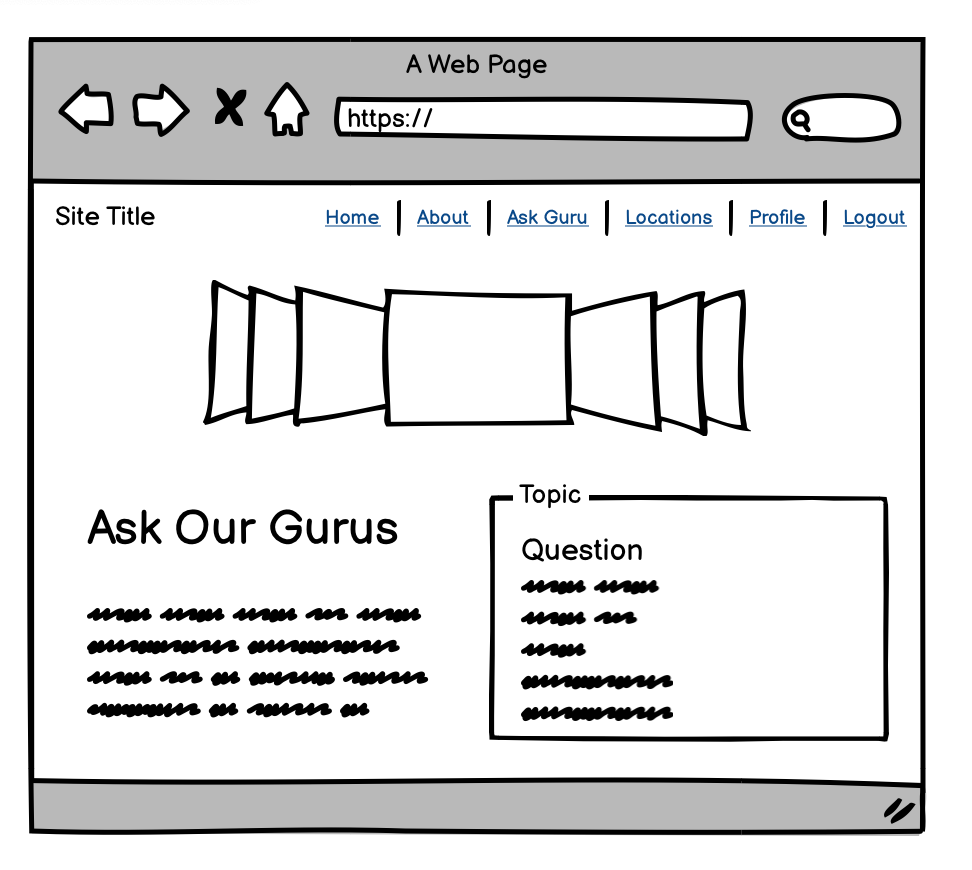 A Web Page
https://
Site Title
Home About Ask Guru Locations Profile Logout
Ask Our Gurus
Topic
Question